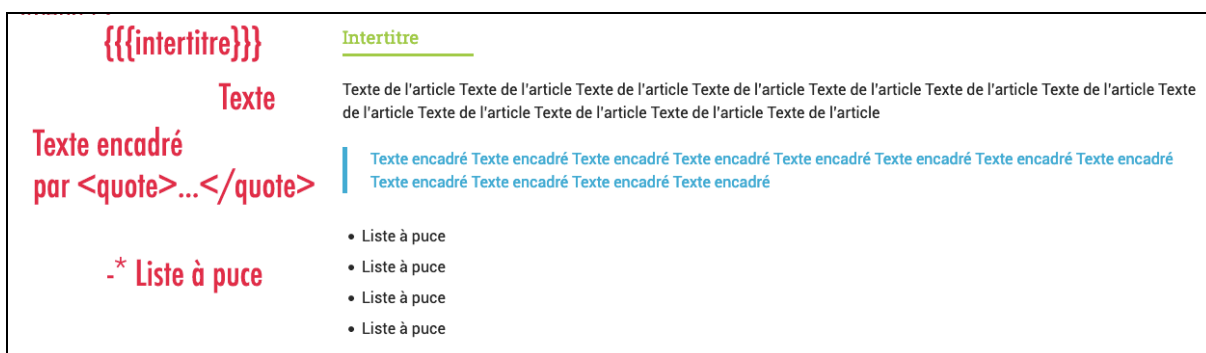 {{{intertitre}}}
Intertitre
Texte
Texte de l'article Texte de l'article Texte de l'article Texte de l'article Texte de l'article Texte de l'article Texte de l'article Texte
de l'article Texte de l'article Texte de l'article Texte de l'article Texte de l'article
Texte encadré
par <quote>...</quote>
Texte encadré Texte encadré Texte encadré Texte encadré Texte encadré Texte encadré Texte encadré Texte encadré
Texte encadré Texte encadré Texte encadré Texte encadré
-* Liste à puce
• Liste à puce
• Liste à puce
• Liste à puce
• Liste à puce